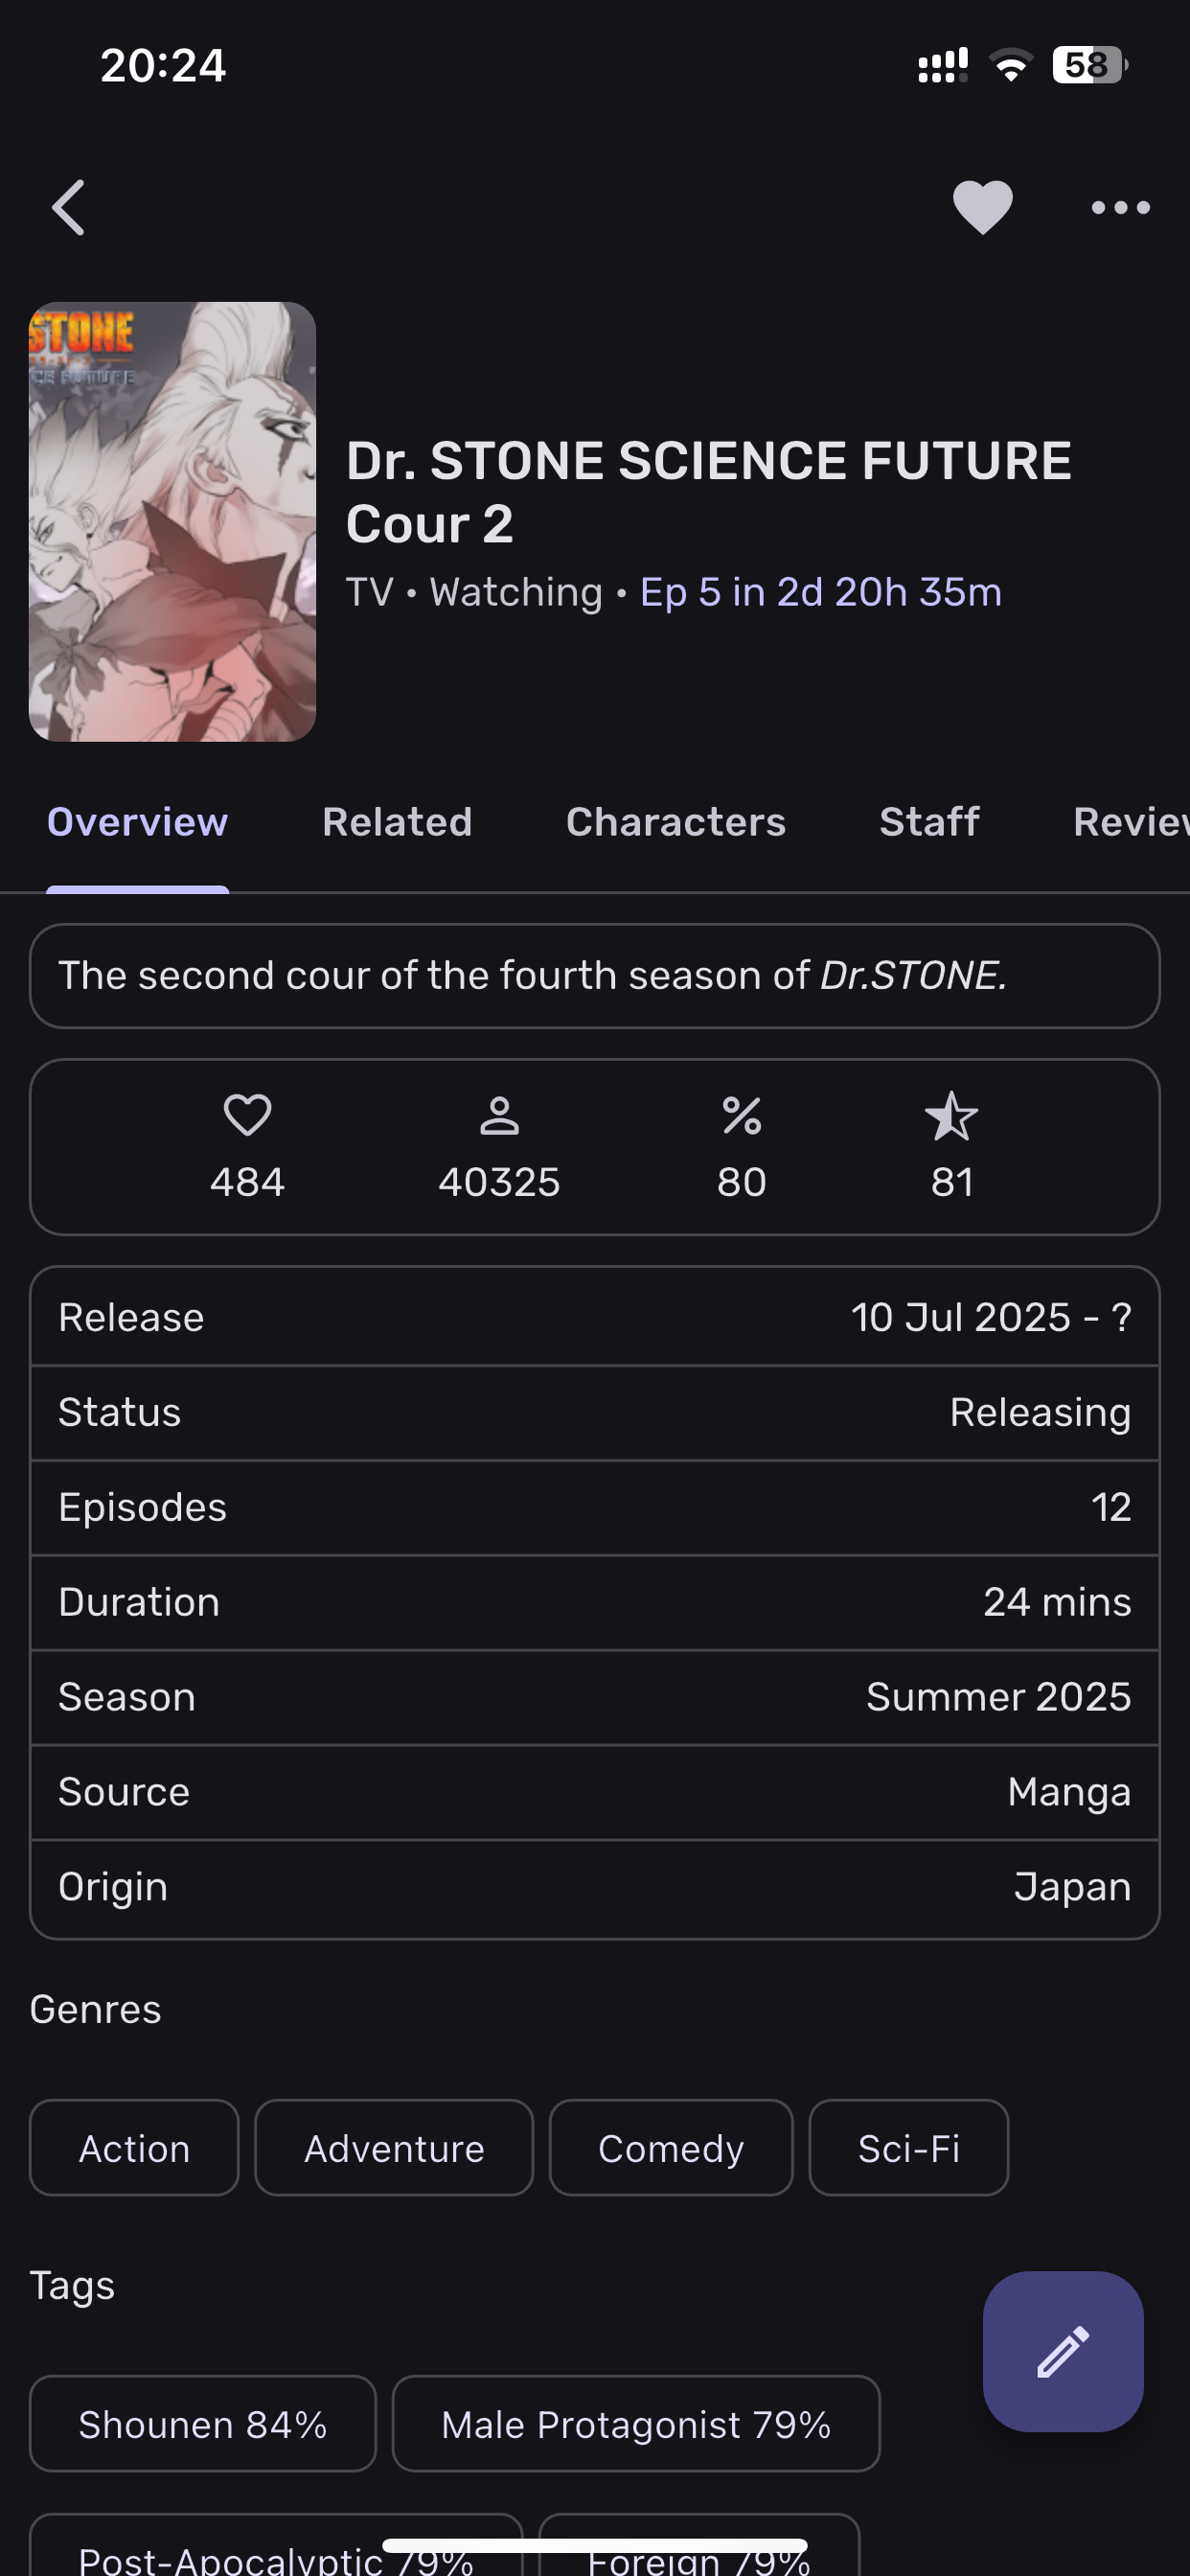 20:24
58
STONE
CE FUTURE
Dr. STONE SCIENCE FUTURE
Cour 2
TV • Watching • Ep 5 in 2d 20h 35m
Overview Related Characters Staff Review
The second cour of the fourth season of Dr.STONE.
484 40325 80 81
Release 10 Jul 2025 - ?
Status Releasing
Episodes 12
Duration 24 mins
Season Summer 2025
Source Manga
Origin Japan
Genres
Action Adventure Comedy Sci-Fi
Tags
Shounen 84% Male Protagonist 79%
Post-Apocalyptic 79% Foreign 79%